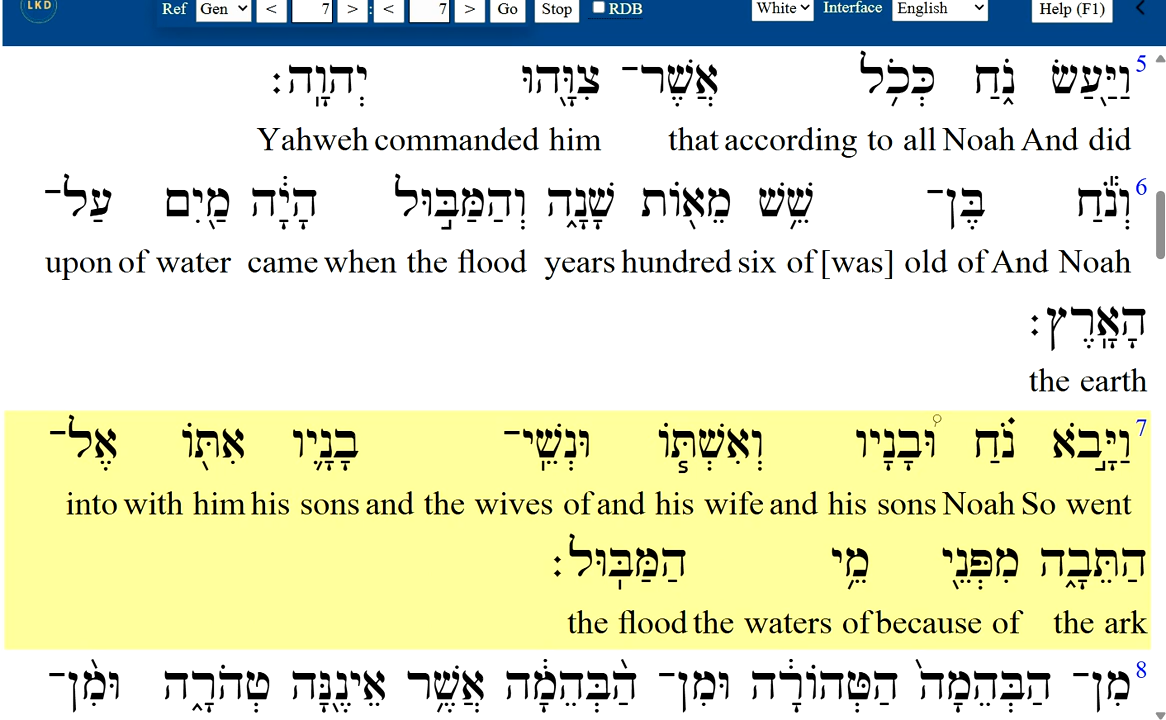 LKD Ref Gen < 7 > : < 7 > Go Stop RDB White Interface English Help (F1) <
5 וַיַּ֖עַשׂ נֹ֑חַ כְּכֹ֥ל אֲשֶׁר־ צִוָּ֖הוּ יְהוָֽה׃
Yahweh commanded him that according to all Noah And did
6 וְנֹ֕חַ בֶּן־ שֵׁ֥שׁ מֵא֖וֹת שָׁנָ֑ה וְהַמַּבּ֣וּל הָיָ֔ה מַ֖יִם עַל־
upon of water came when the flood years hundred six of [was] old of And Noah
הָאָֽרֶץ׃
the earth
7 וַיָּ֣בֹא נֹ֗חַ וּ֠בָנָיו וְאִשְׁתּ֧וֹ וּנְשֵֽׁי־ בָנָ֛יו אִתּ֖וֹ אֶל־
into with him his sons and the wives of and his wife and his sons Noah So went
הַתֵּבָ֑ה מִפְּנֵ֖י מֵ֥י הַמַּבּֽוּל׃
the flood the waters of because of the ark
8 מִן־ הַבְּהֵמָה֙ הַטְּהוֹרָ֔ה וּמִן־ הַ֨בְּהֵמָ֔ה אֲשֶׁ֥ר אֵינֶ֖נָּה טְהֹרָ֑ה וּמִ֨ן־